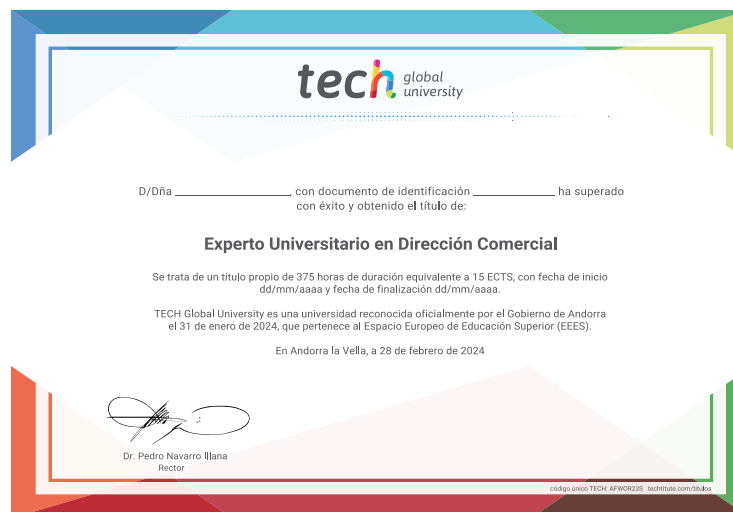 tech global
university
D/Dña ____________________, con documento de identificación ______________ ha superado
con éxito y obtenido el título de:
Experto Universitario en Dirección Comercial
Se trata de un título propio de 375 horas de duración equivalente a 15 ECTS, con fecha de inicio
dd/mm/aaaa y fecha de finalización dd/mm/aaaa.
TECH Global University es una universidad reconocida oficialmente por el Gobierno de Andorra
el 31 de enero de 2024, que pertenece al Espacio Europeo de Educación Superior (EEES).
En Andorra la Vella, a 28 de febrero de 2024
Dr. Pedro Navarro Illana
Rector
código único TECH: AFWOR23S techtitute.com/titulos